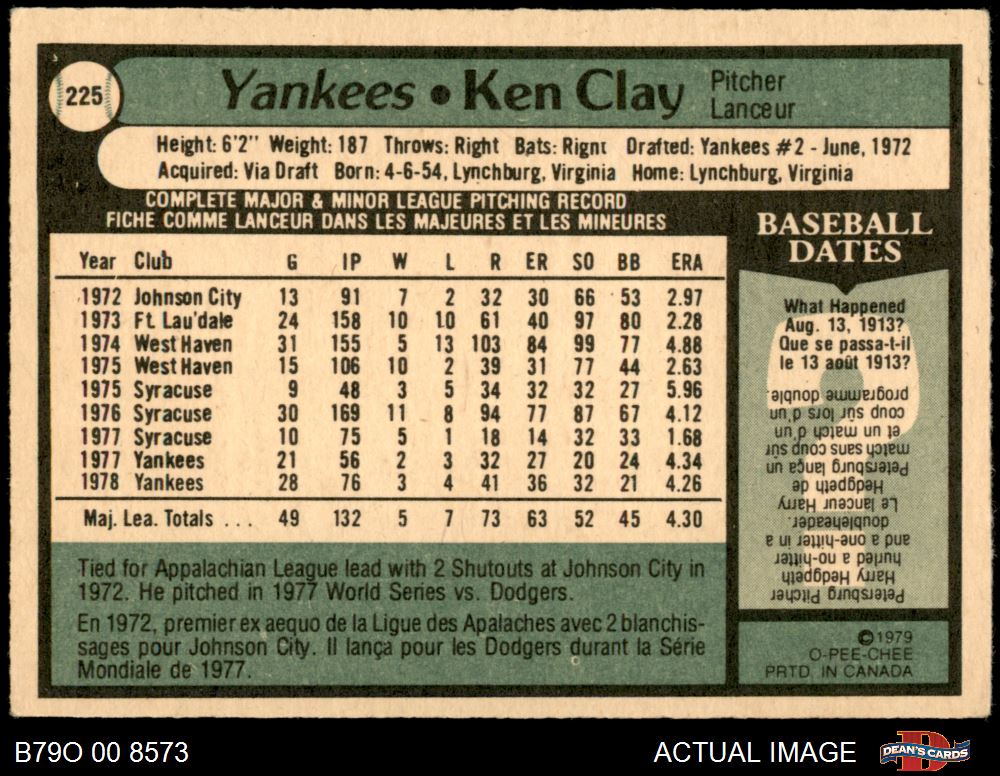 225
Yankees • Ken Clay
Pitcher
Lanceur
Height: 6'2" Weight: 187 Throws: Right Bats: Right Drafted: Yankees #2 - June, 1972
Acquired: Via Draft Born: 4-6-54, Lynchburg, Virginia Home: Lynchburg, Virginia
COMPLETE MAJOR & MINOR LEAGUE PITCHING RECORD
FICHE COMME LANCEUR DANS LES MAJEURES ET LES MINEURES
Year Club G IP W L R ER SO BB ERA
1972 Johnson City 13 91 7 2 32 30 66 53 2.97
1973 Ft. Lau'dale 24 158 10 10 61 40 97 80 2.28
1974 West Haven 31 155 5 13 103 84 99 77 4.88
1975 West Haven 15 106 10 2 39 31 77 44 2.63
1975 Syracuse 9 48 3 5 34 32 32 27 5.96
1976 Syracuse 30 169 11 8 94 77 87 67 4.12
1977 Syracuse 10 75 5 1 18 14 32 33 1.68
1977 Yankees 21 56 2 3 32 27 20 24 4.34
1978 Yankees 28 76 3 4 41 36 32 21 4.26
Maj. Lea. Totals ... 49 132 5 7 73 63 52 45 4.30
Tied for Appalachian League lead with 2 Shutouts at Johnson City in
1972. He pitched in 1977 World Series vs. Dodgers.
En 1972, premier ex aequo de la Ligue des Apalaches avec 2 blanchis-
sages pour Johnson City. Il lança pour les Dodgers durant la Série
Mondiale de 1977.
BASEBALL
DATES
What Happened
Aug. 13, 1913?
Que se passa-t-il
le 13 août 1913?
Petersburg Pitcher
Harry Hedgpeth
hurled a no-hitter
and a one-hitter in a
doubleheader.
Le lanceur Harry
Hedgpeth de
Petersburg lança un
match sans coup sûr
et un match d'un
coup sûr lors d'un
programme double.
©1979
O-PEE-CHEE
PRTD. IN CANADA
B79O 00 8573
ACTUAL IMAGE
DEAN'S CARDS